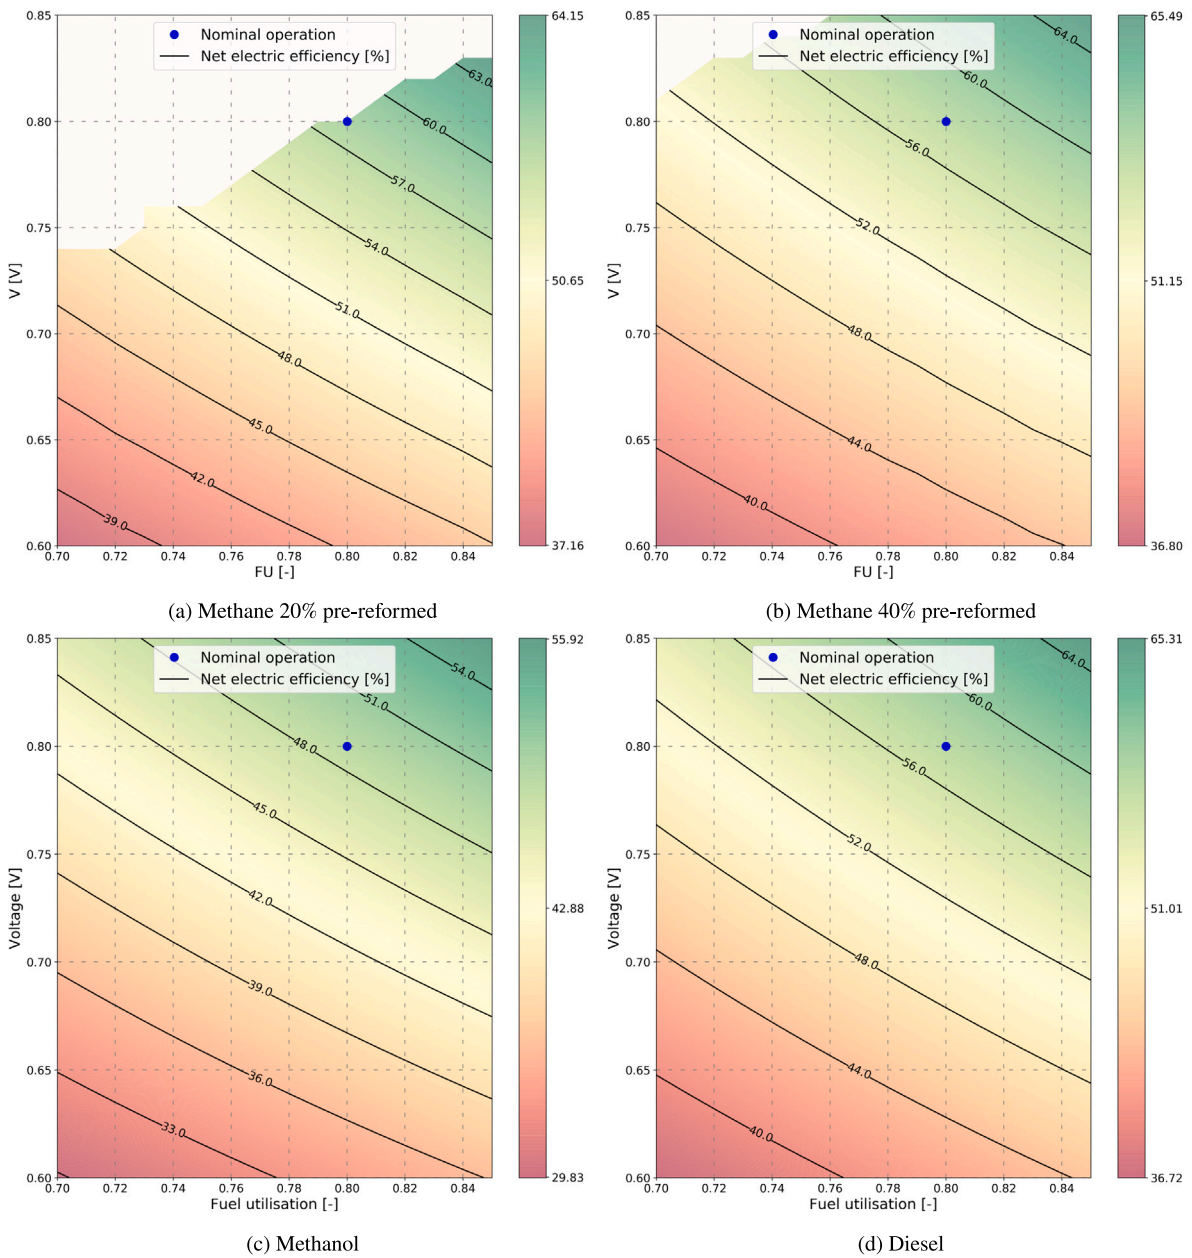 0.85
0.80
0.75
0.70
0.65
0.60
V [V]
0.70 0.72 0.74 0.76 0.78 0.80 0.82 0.84
FU [-]
Nominal operation
Net electric efficiency [%]
63.0
60.0
57.0
54.0
51.0
48.0
45.0
42.0
39.0
64.15
50.65
37.16
(a) Methane 20% pre-reformed
0.85
0.80
0.75
0.70
0.65
0.60
V [V]
0.70 0.72 0.74 0.76 0.78 0.80 0.82 0.84
FU [-]
Nominal operation
Net electric efficiency [%]
64.0
60.0
56.0
52.0
48.0
44.0
40.0
65.49
51.15
36.80
(b) Methane 40% pre-reformed
0.85
0.80
0.75
0.70
0.65
0.60
Voltage [V]
0.70 0.72 0.74 0.76 0.78 0.80 0.82 0.84
Fuel utilisation [-]
Nominal operation
Net electric efficiency [%]
54.0
51.0
48.0
45.0
42.0
39.0
36.0
33.0
55.92
42.88
29.83
(c) Methanol
0.85
0.80
0.75
0.70
0.65
0.60
Voltage [V]
0.70 0.72 0.74 0.76 0.78 0.80 0.82 0.84
Fuel utilisation [-]
Nominal operation
Net electric efficiency [%]
64.0
60.0
56.0
52.0
48.0
44.0
40.0
65.31
51.01
36.72
(d) Diesel